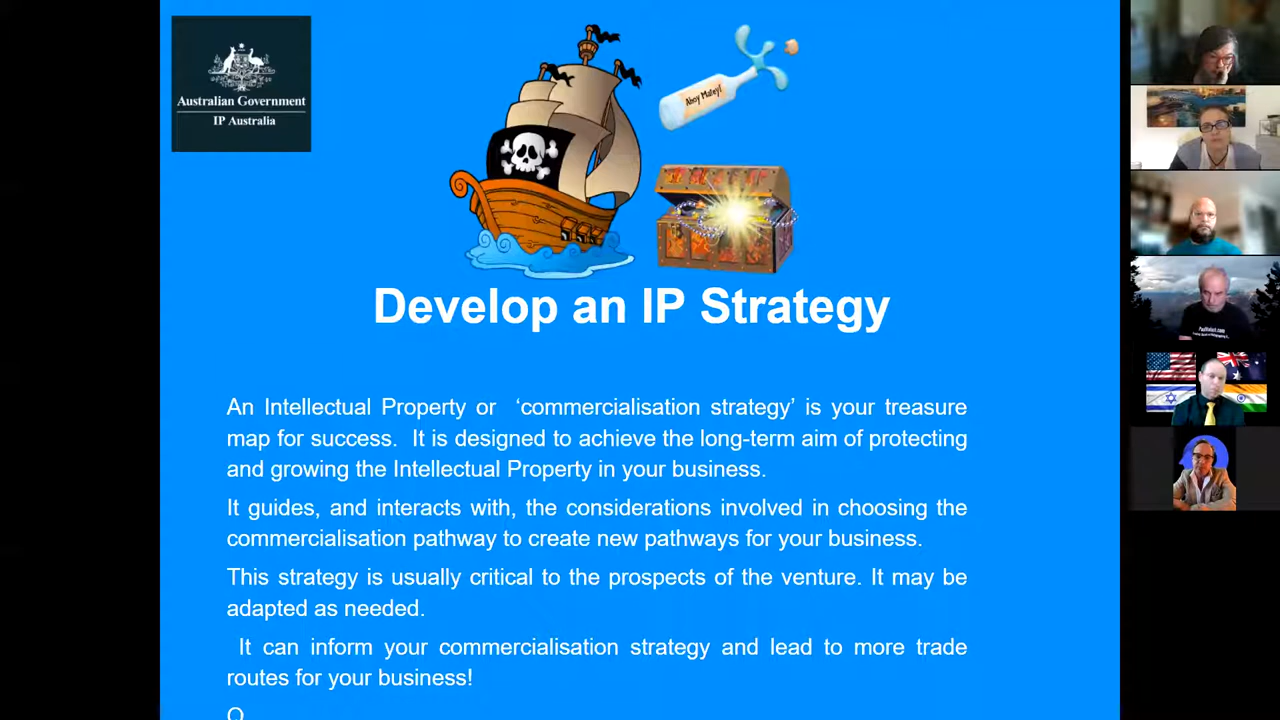 Australian Government
IP Australia
Ahoy Matey!
Develop an IP Strategy
An Intellectual Property or ‘commercialisation strategy’ is your treasure
map for success. It is designed to achieve the long-term aim of protecting
and growing the Intellectual Property in your business.
It guides, and interacts with, the considerations involved in choosing the
commercialisation pathway to create new pathways for your business.
This strategy is usually critical to the prospects of the venture. It may be
adapted as needed.
It can inform your commercialisation strategy and lead to more trade
routes for your business!
O